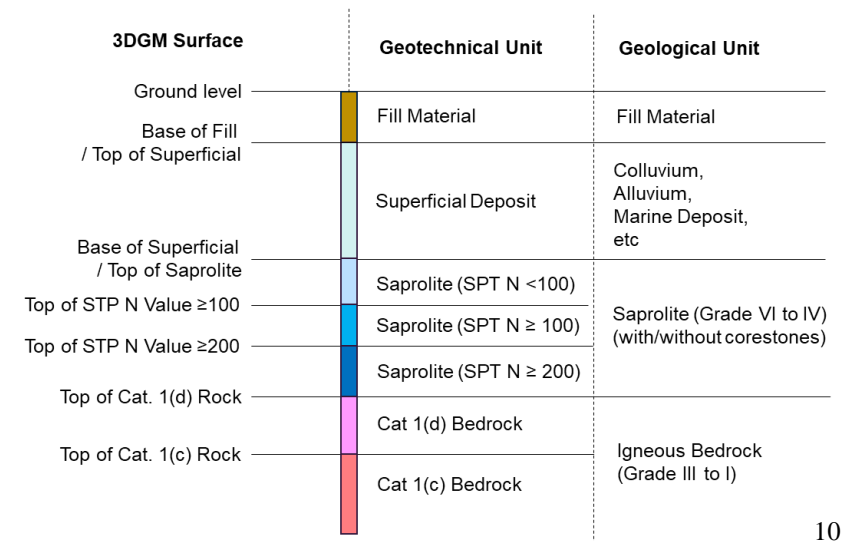 3DGM Surface
Geotechnical Unit
Geological Unit
Ground level
Fill Material
Fill Material
Base of Fill
/ Top of Superficial
Superficial Deposit
Colluvium,
Alluvium,
Marine Deposit,
etc
Base of Superficial
/ Top of Saprolite
Saprolite (SPT N <100)
Top of STP N Value ≥100
Saprolite (SPT N ≥ 100)
Saprolite (Grade VI to IV)
(with/without corestones)
Top of STP N Value ≥200
Saprolite (SPT N ≥ 200)
Top of Cat. 1(d) Rock
Cat 1(d) Bedrock
Top of Cat. 1(c) Rock
Igneous Bedrock
(Grade III to I)
Cat 1(c) Bedrock
10